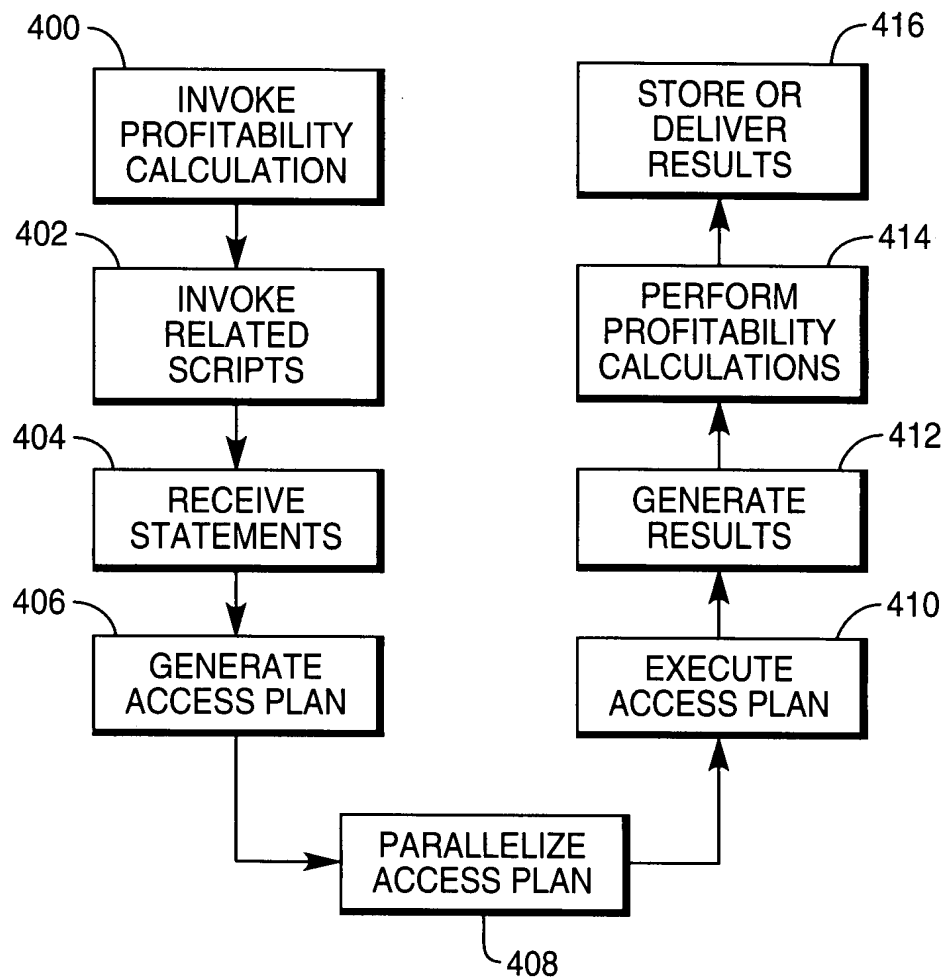 400
INVOKE
PROFITABILITY
CALCULATION
402
INVOKE
RELATED
SCRIPTS
404
RECEIVE
STATEMENTS
406
GENERATE
ACCESS PLAN
PARALLELIZE
ACCESS PLAN
408
410
EXECUTE
ACCESS PLAN
412
GENERATE
RESULTS
414
PERFORM
PROFITABILITY
CALCULATIONS
416
STORE OR
DELIVER
RESULTS